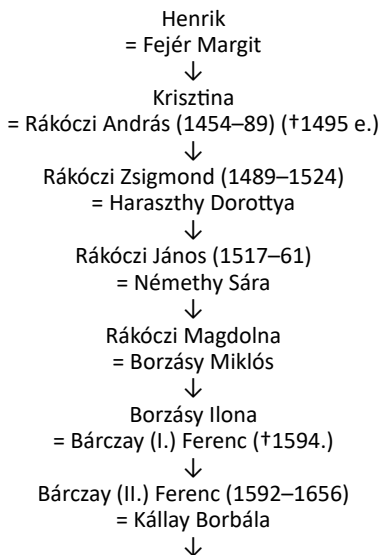 Henrik
= Fejér Margit
↓
Krisztina
= Rákóczi András (1454–89) (†1495 e.)
↓
Rákóczi Zsigmond (1489–1524)
= Haraszthy Dorottya
↓
Rákóczi János (1517–61)
= Némethy Sára
↓
Rákóczi Magdolna
= Borzásy Miklós
↓
Borzásy Ilona
= Bárczay (I.) Ferenc (†1594.)
↓
Bárczay (II.) Ferenc (1592–1656)
= Kállay Borbála
↓